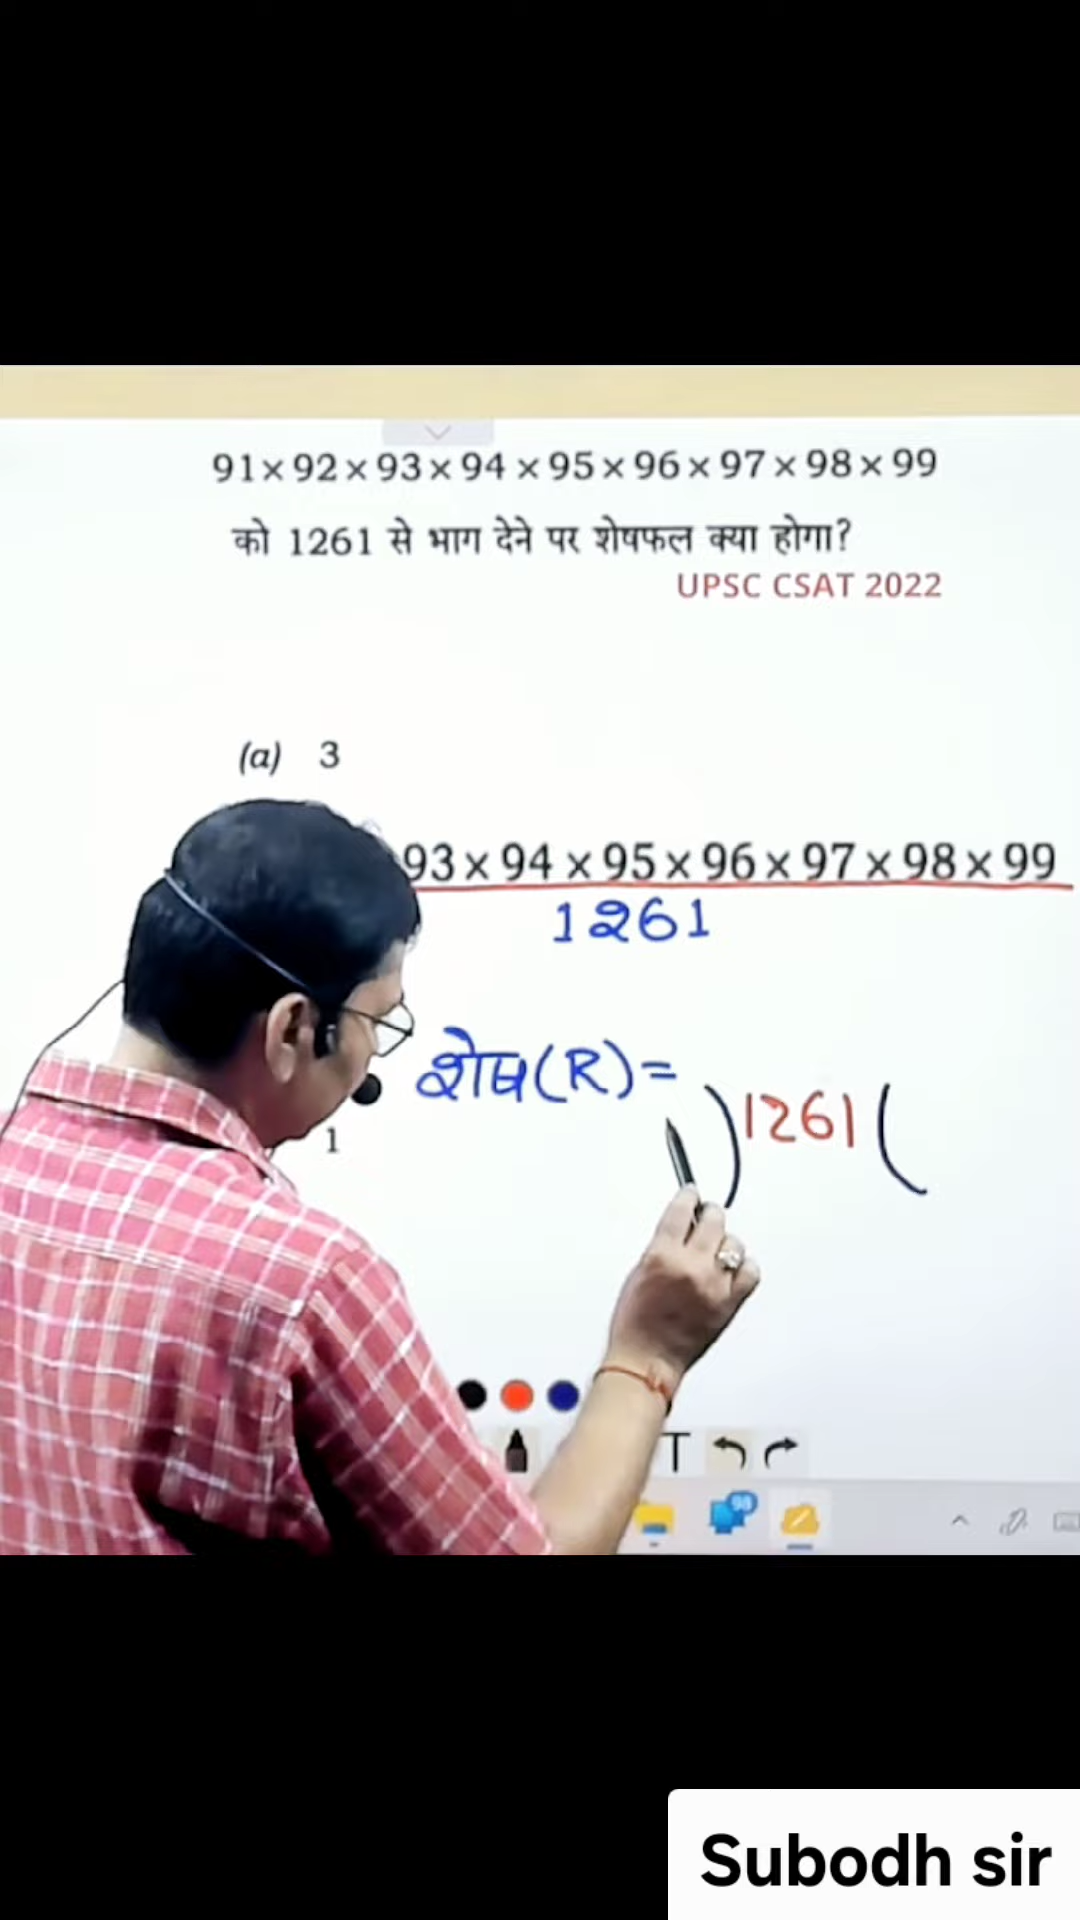 91×92×93×94×95×96×97×98×99
को 1261 से भाग देने पर शेषफल क्या होगा?
UPSC CSAT 2022
(a) 3
93×94×95×96×97×98×99
1261
शेष(R)=
)1261(
1
T
98
Subodh sir